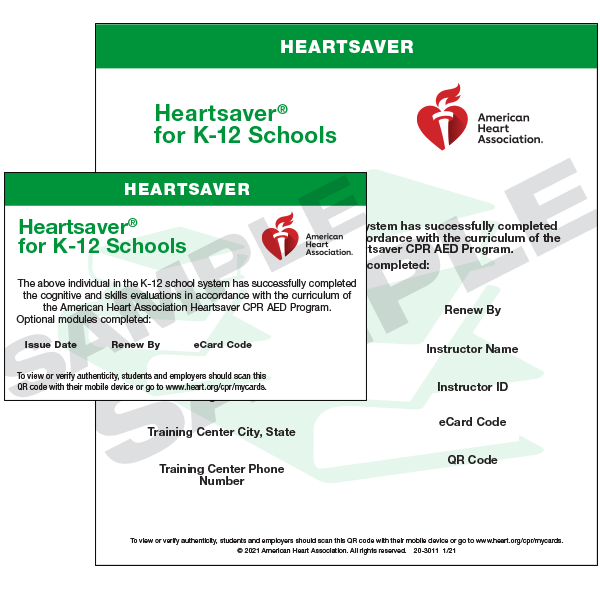 HEARTSAVER
Heartsaver®
for K-12 Schools
American
Heart
Association.
ystem has successfully completed
ordance with the curriculum of the
rtsaver CPR AED Program.
completed:
Renew By
Instructor Name
Instructor ID
eCard Code
QR Code
Training Center City, State
Training Center Phone
Number
To view or verify authenticity, students and employers should scan this QR code with their mobile device or go to www.heart.org/cpr/mycards.
© 2021 American Heart Association. All rights reserved. 20-3011 1/21
HEARTSAVER
Heartsaver®
for K-12 Schools
American
Heart
Association.
The above individual in the K-12 school system has successfully completed
the cognitive and skills evaluations in accordance with the curriculum of
the American Heart Association Heartsaver CPR AED Program.
Optional modules completed:
Issue Date Renew By eCard Code
To view or verify authenticity, students and employers should scan this
QR code with their mobile device or go to www.heart.org/cpr/mycards.
SAMPLE
SAMPLE